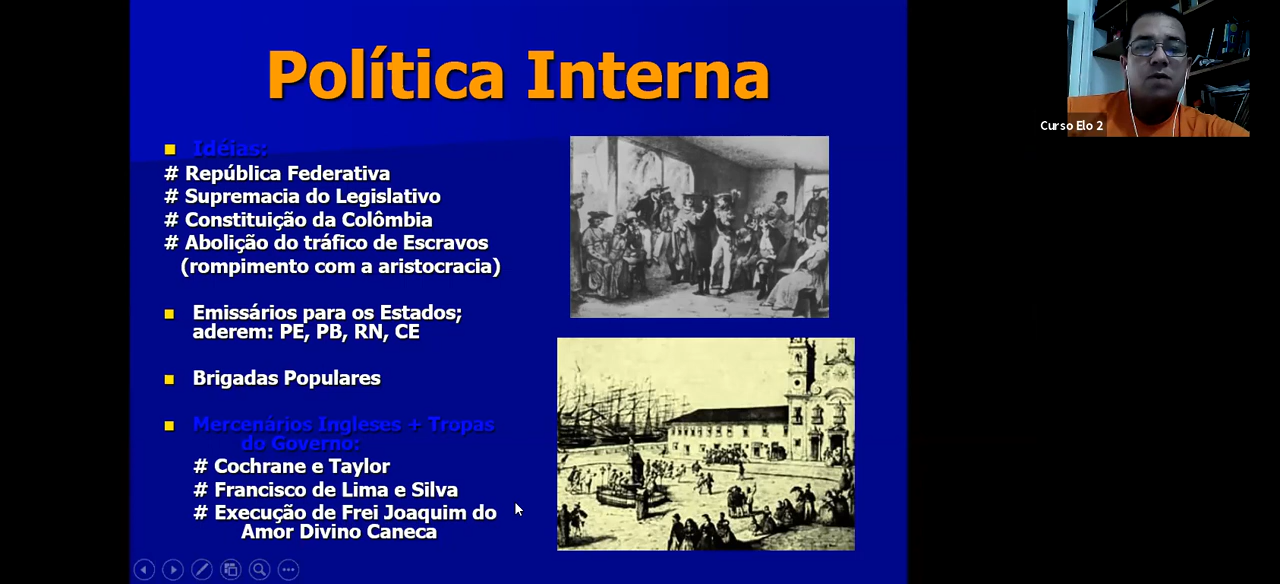 Política Interna
Idéias:
# República Federativa
# Supremacia do Legislativo
# Constituição da Colômbia
# Abolição do tráfico de Escravos
(rompimento com a aristocracia)
Emissários para os Estados;
aderem: PE, PB, RN, CE
Brigadas Populares
Mercenários Ingleses + Tropas
do Governo:
# Cochrane e Taylor
# Francisco de Lima e Silva
# Execução de Frei Joaquim do
Amor Divino Caneca
Curso Elo 2